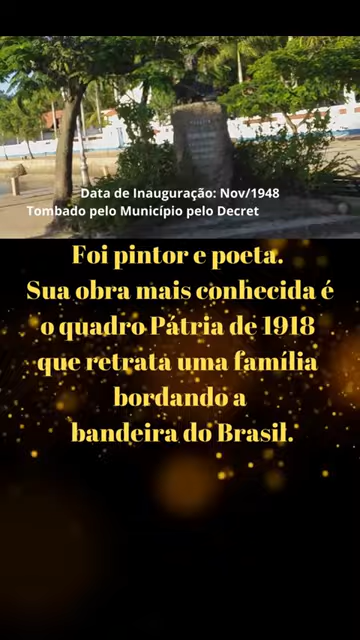 Data de Inauguração: Nov/1948
Tombado pelo Município pelo Decret
Foi pintor e poeta.
Sua obra mais conhecida é
o quadro Pátria de 1918
que retrata uma família
bordando a
bandeira do Brasil.